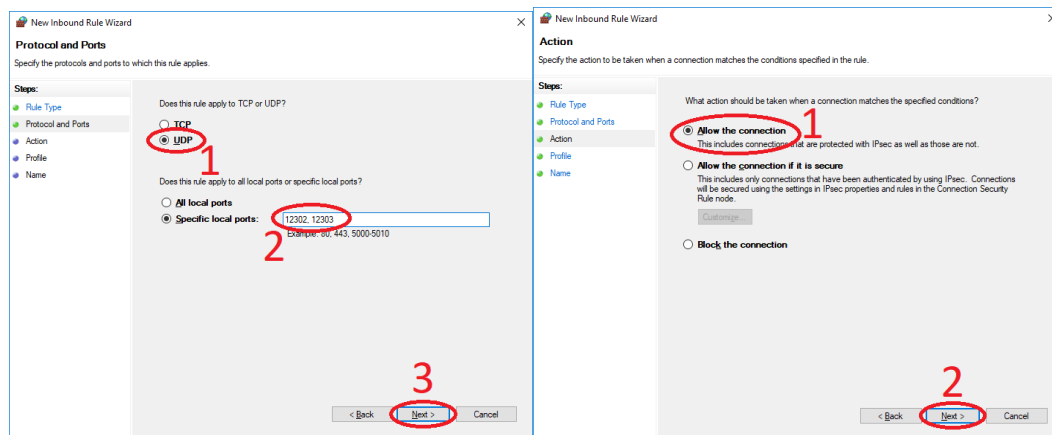 New Inbound Rule Wizard
Protocol and Ports
Specify the protocols and ports to which this rule applies.
Steps:
Rule Type
Protocol and Ports
Action
Profile
Name
Does this rule apply to TCP or UDP?
TCP
UDP
1
Does this rule apply to all local ports or specific local ports?
All local ports
Specific local ports:
12302, 12303
Example: 80, 443, 5000-5010
2
3
< Back
Next >
Cancel
New Inbound Rule Wizard
Action
Specify the action to be taken when a connection matches the conditions specified in the rule.
Steps:
Rule Type
Protocol and Ports
Action
Profile
Name
What action should be taken when a connection matches the specified conditions?
Allow the connection
1
This includes connections that are protected with IPsec as well as those are not.
Allow the connection if it is secure
This includes only connections that have been authenticated by using IPsec. Connections
will be secured using the settings in IPsec properties and rules in the Connection Security
Rule node.
Customize...
Block the connection
2
< Back
Next >
Cancel